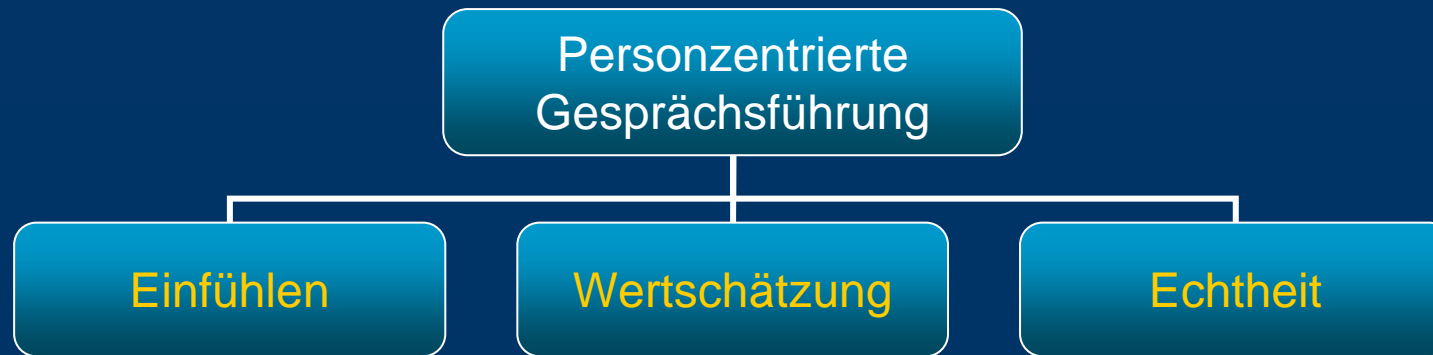 Personzentrierte
Gesprächsführung
Einfühlen
Wertschätzung
Echtheit